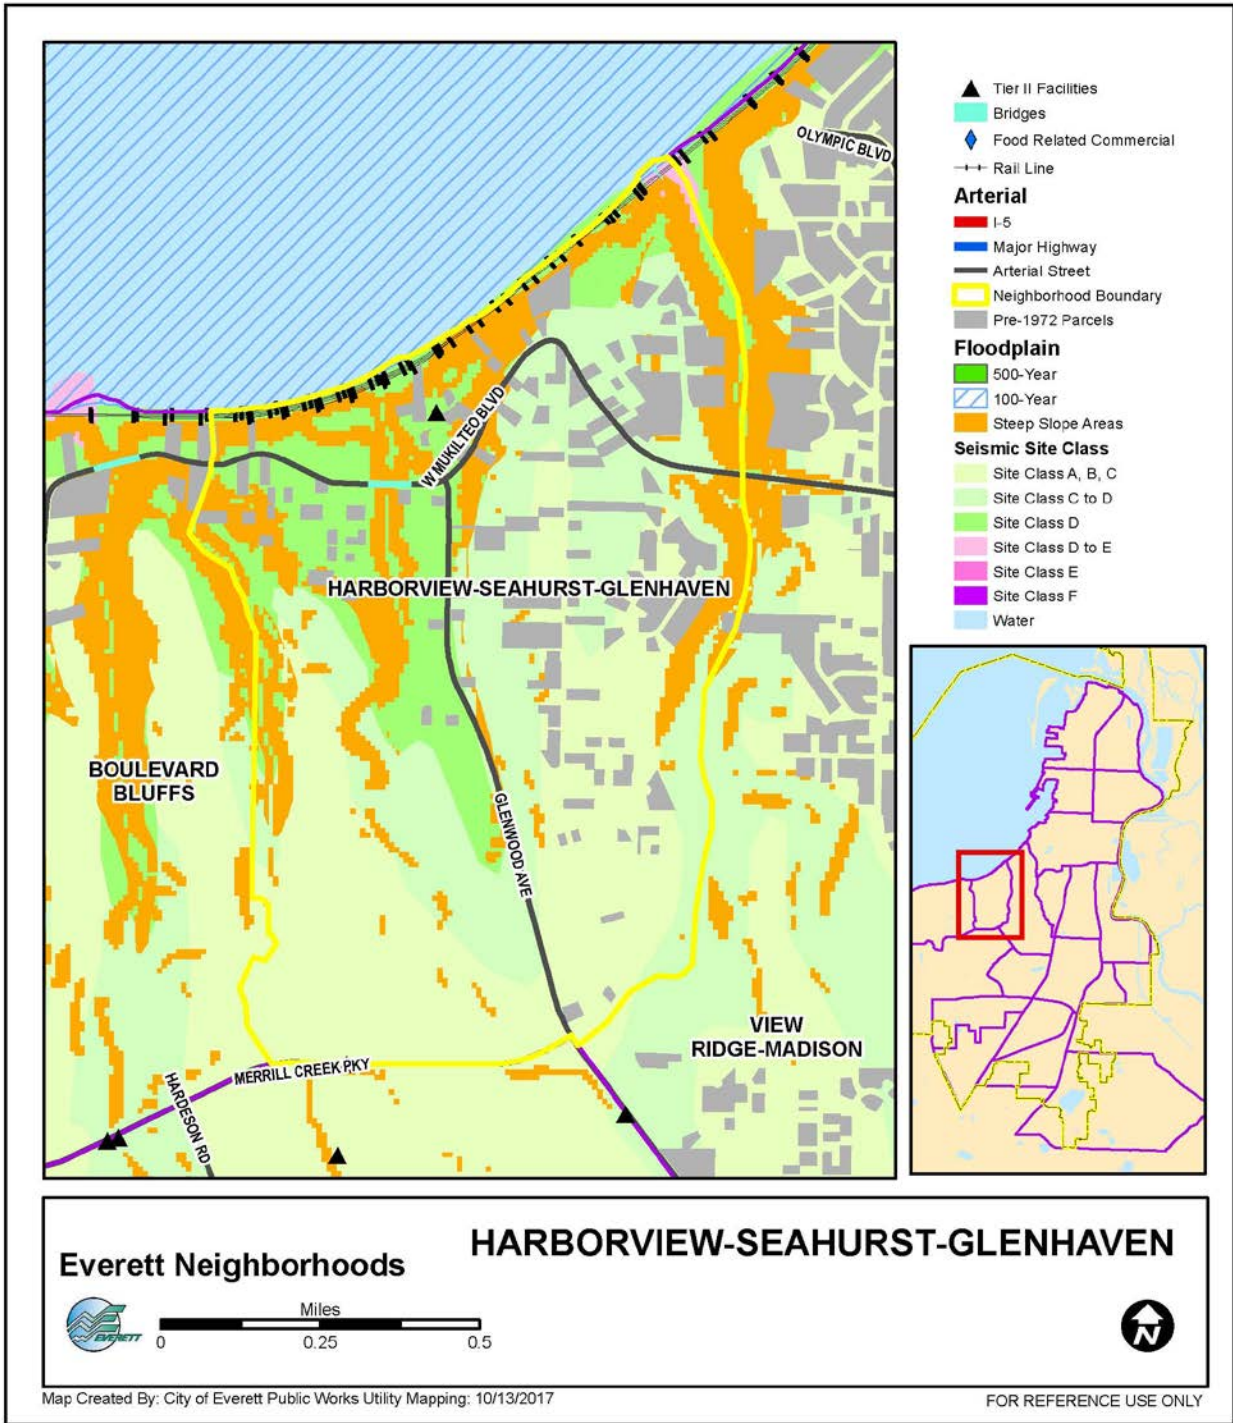 OLYMPIC BLVD
W MUKILTEO BLVD
HARBORVIEW-SEAHURST-GLENHAVEN
BOULEVARD
BLUFFS
GLENWOOD AVE
VIEW
RIDGE-MADISON
MERRILL CREEK PKY
HARDESON RD
Tier II Facilities
Bridges
Food Related Commercial
Rail Line
Arterial
I-5
Major Highway
Arterial Street
Neighborhood Boundary
Pre-1972 Parcels
Floodplain
500-Year
100-Year
Steep Slope Areas
Seismic Site Class
Site Class A, B, C
Site Class C to D
Site Class D
Site Class D to E
Site Class E
Site Class F
Water
HARBORVIEW-SEAHURST-GLENHAVEN
Everett Neighborhoods
EVERETT
Miles
0 0.25 0.5
N
Map Created By: City of Everett Public Works Utility Mapping: 10/13/2017
FOR REFERENCE USE ONLY